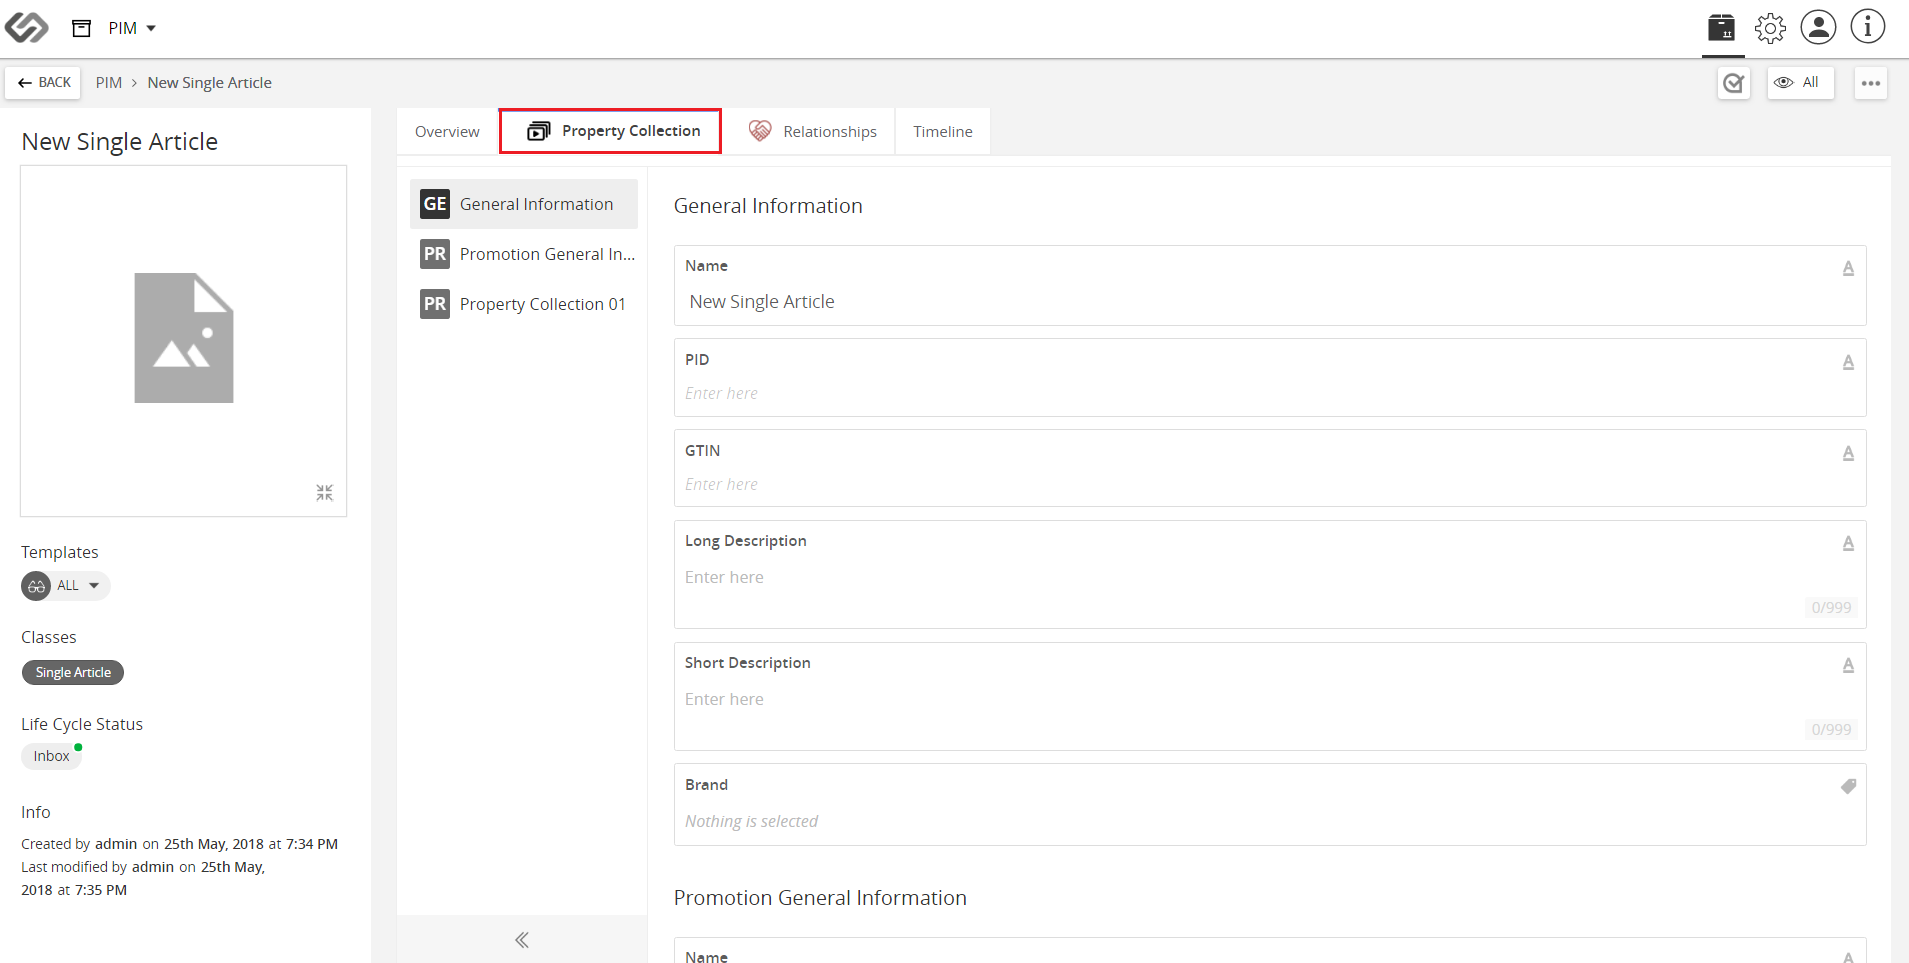 PIM
BACK
PIM > New Single Article
All
New Single Article
Templates
ALL
Classes
Single Article
Life Cycle Status
Inbox
Info
Created by admin on 25th May, 2018 at 7:34 PM
Last modified by admin on 25th May,
2018 at 7:35 PM
Overview
Property Collection
Relationships
Timeline
GE General Information
PR Promotion General In...
PR Property Collection 01
General Information
Name
New Single Article
PID
Enter here
GTIN
Enter here
Long Description
Enter here
0/999
Short Description
Enter here
0/999
Brand
Nothing is selected
Promotion General Information
Name